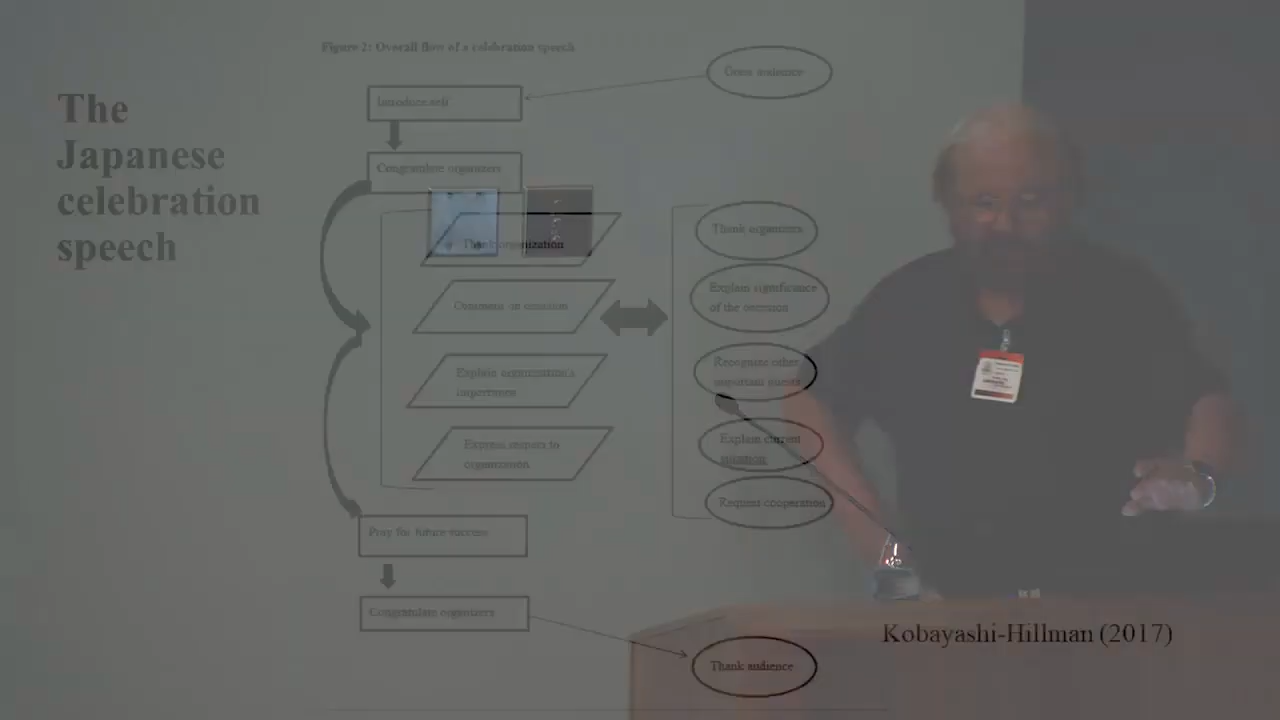 The
Japanese
celebration
speech
Figure 2: Overall flow of a celebration speech
Greet audience
Introduce self
Congratulate organizers
Thank organization
Comment on occasion
Explain organization's
importance
Express respect to
organization
Thank organizers
Explain significance
of the occasion
Recognize other
important guests
Explain current
situation
Request cooperation
Pray for future success
Congratulate organizers
Thank audience
Kobayashi-Hillman (2017)